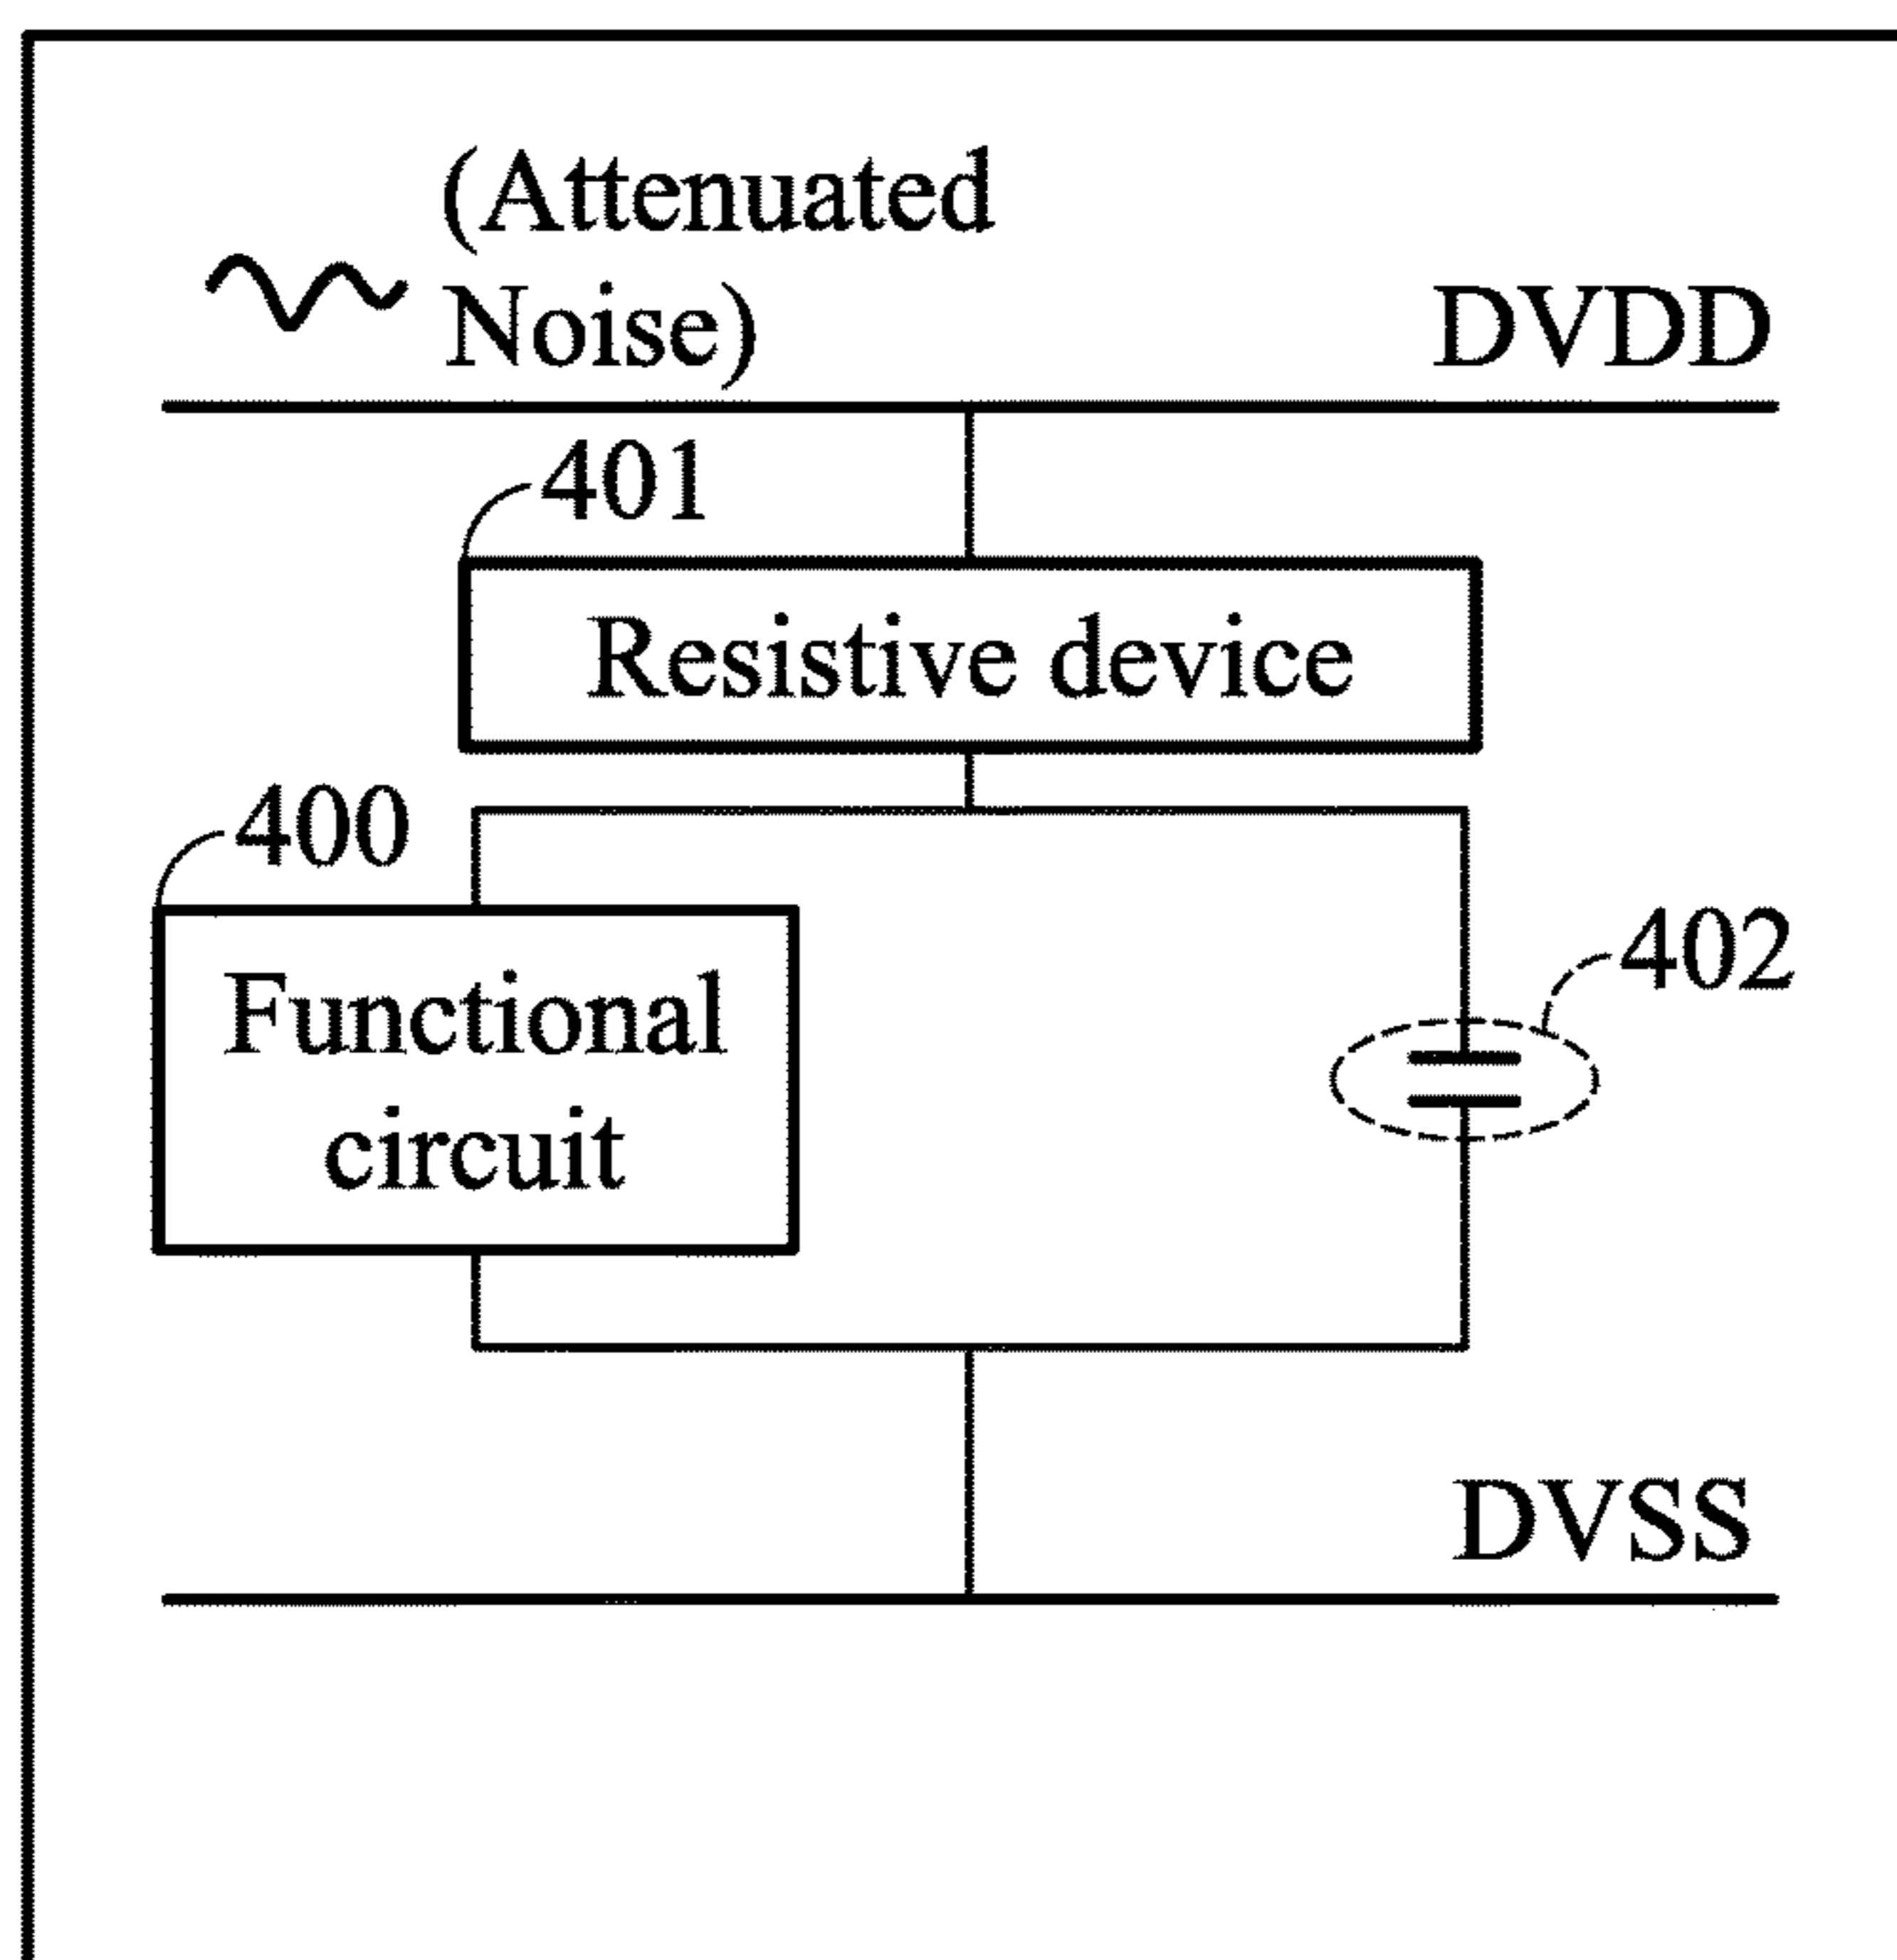 (Attenuated
Noise)
DVDD
401
Resistive device
400
Functional
circuit
402
DVSS